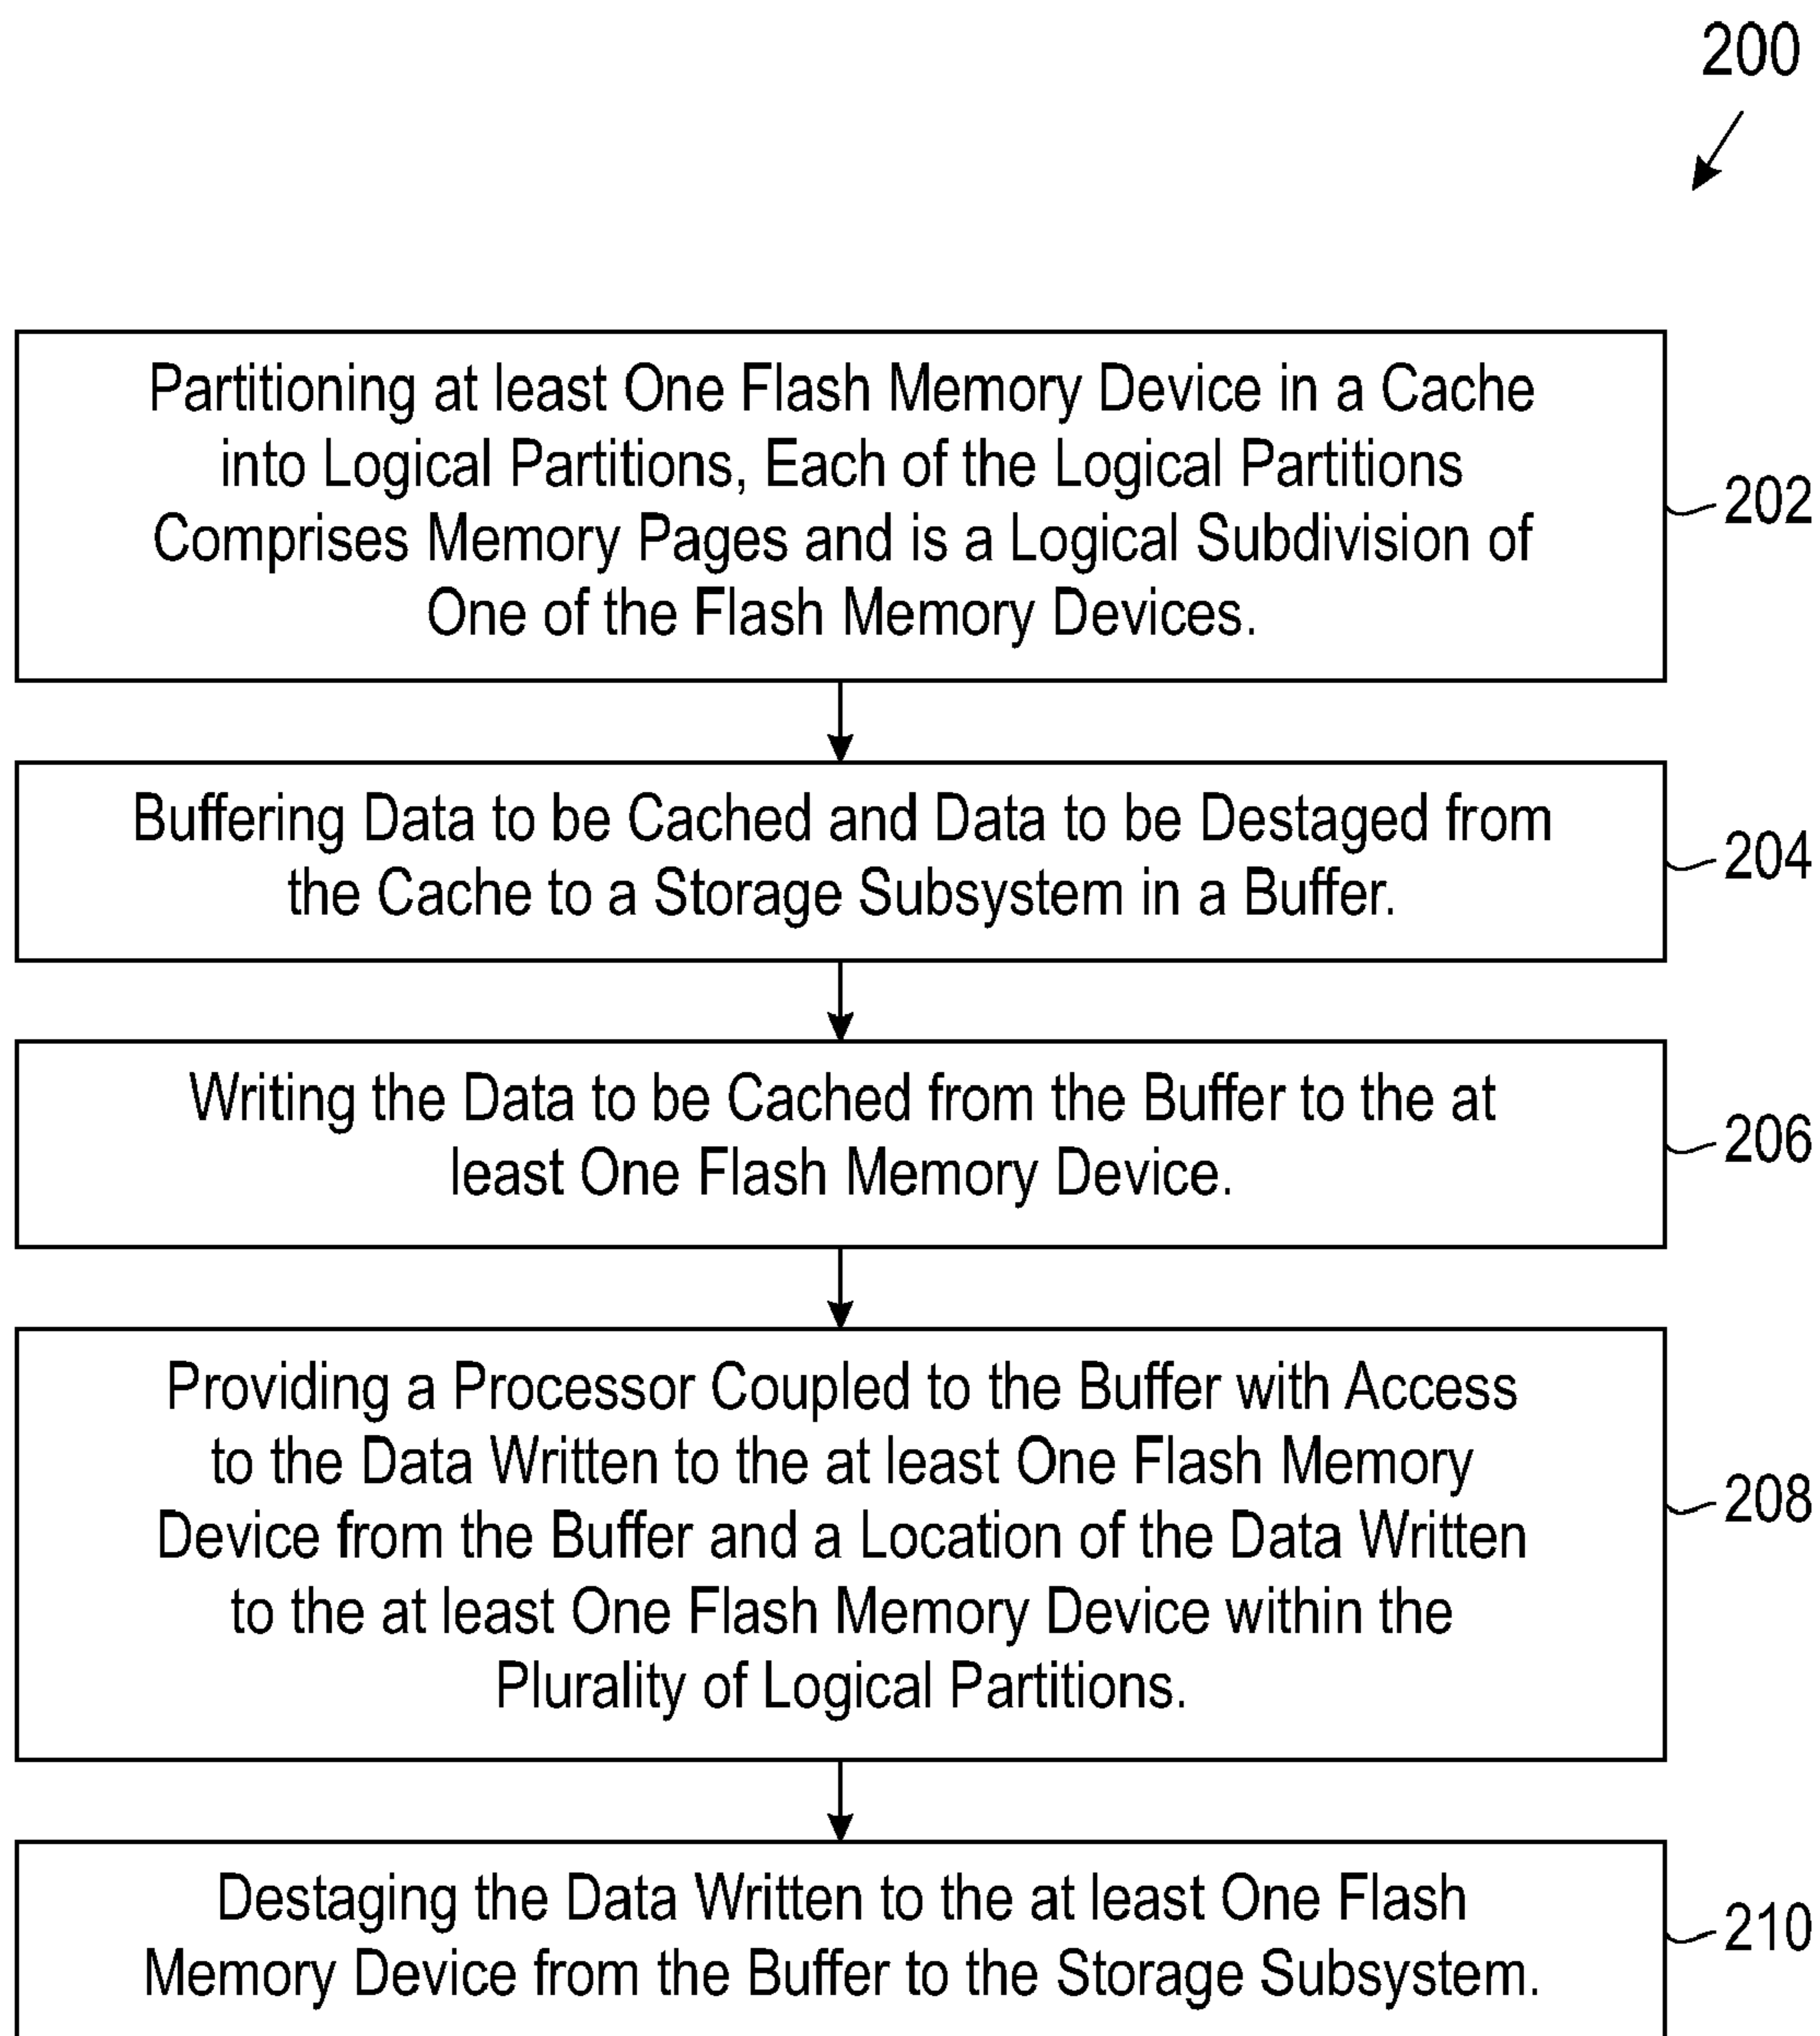 200
Partitioning at least One Flash Memory Device in a Cache
into Logical Partitions, Each of the Logical Partitions
Comprises Memory Pages and is a Logical Subdivision of
One of the Flash Memory Devices.
202
Buffering Data to be Cached and Data to be Destaged from
the Cache to a Storage Subsystem in a Buffer.
204
Writing the Data to be Cached from the Buffer to the at
least One Flash Memory Device.
206
Providing a Processor Coupled to the Buffer with Access
to the Data Written to the at least One Flash Memory
Device from the Buffer and a Location of the Data Written
to the at least One Flash Memory Device within the
Plurality of Logical Partitions.
208
Destaging the Data Written to the at least One Flash
Memory Device from the Buffer to the Storage Subsystem.
210